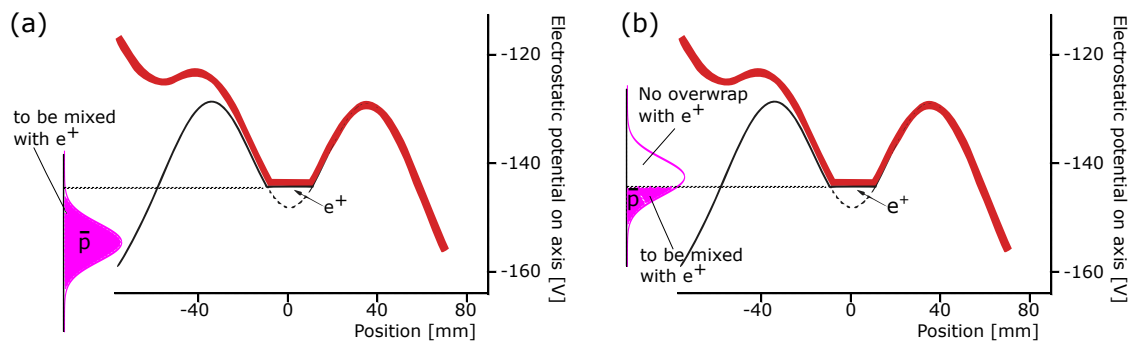 (a)
to be mixed
with e+
p̄
e+
-120
-140
-160
Electrostatic potential on axis [V]
-40
0
40
80
Position [mm]
(b)
No overwrap
with e+
p̄
to be mixed
with e+
e+
-120
-140
-160
Electrostatic potential on axis [V]
-40
0
40
80
Position [mm]